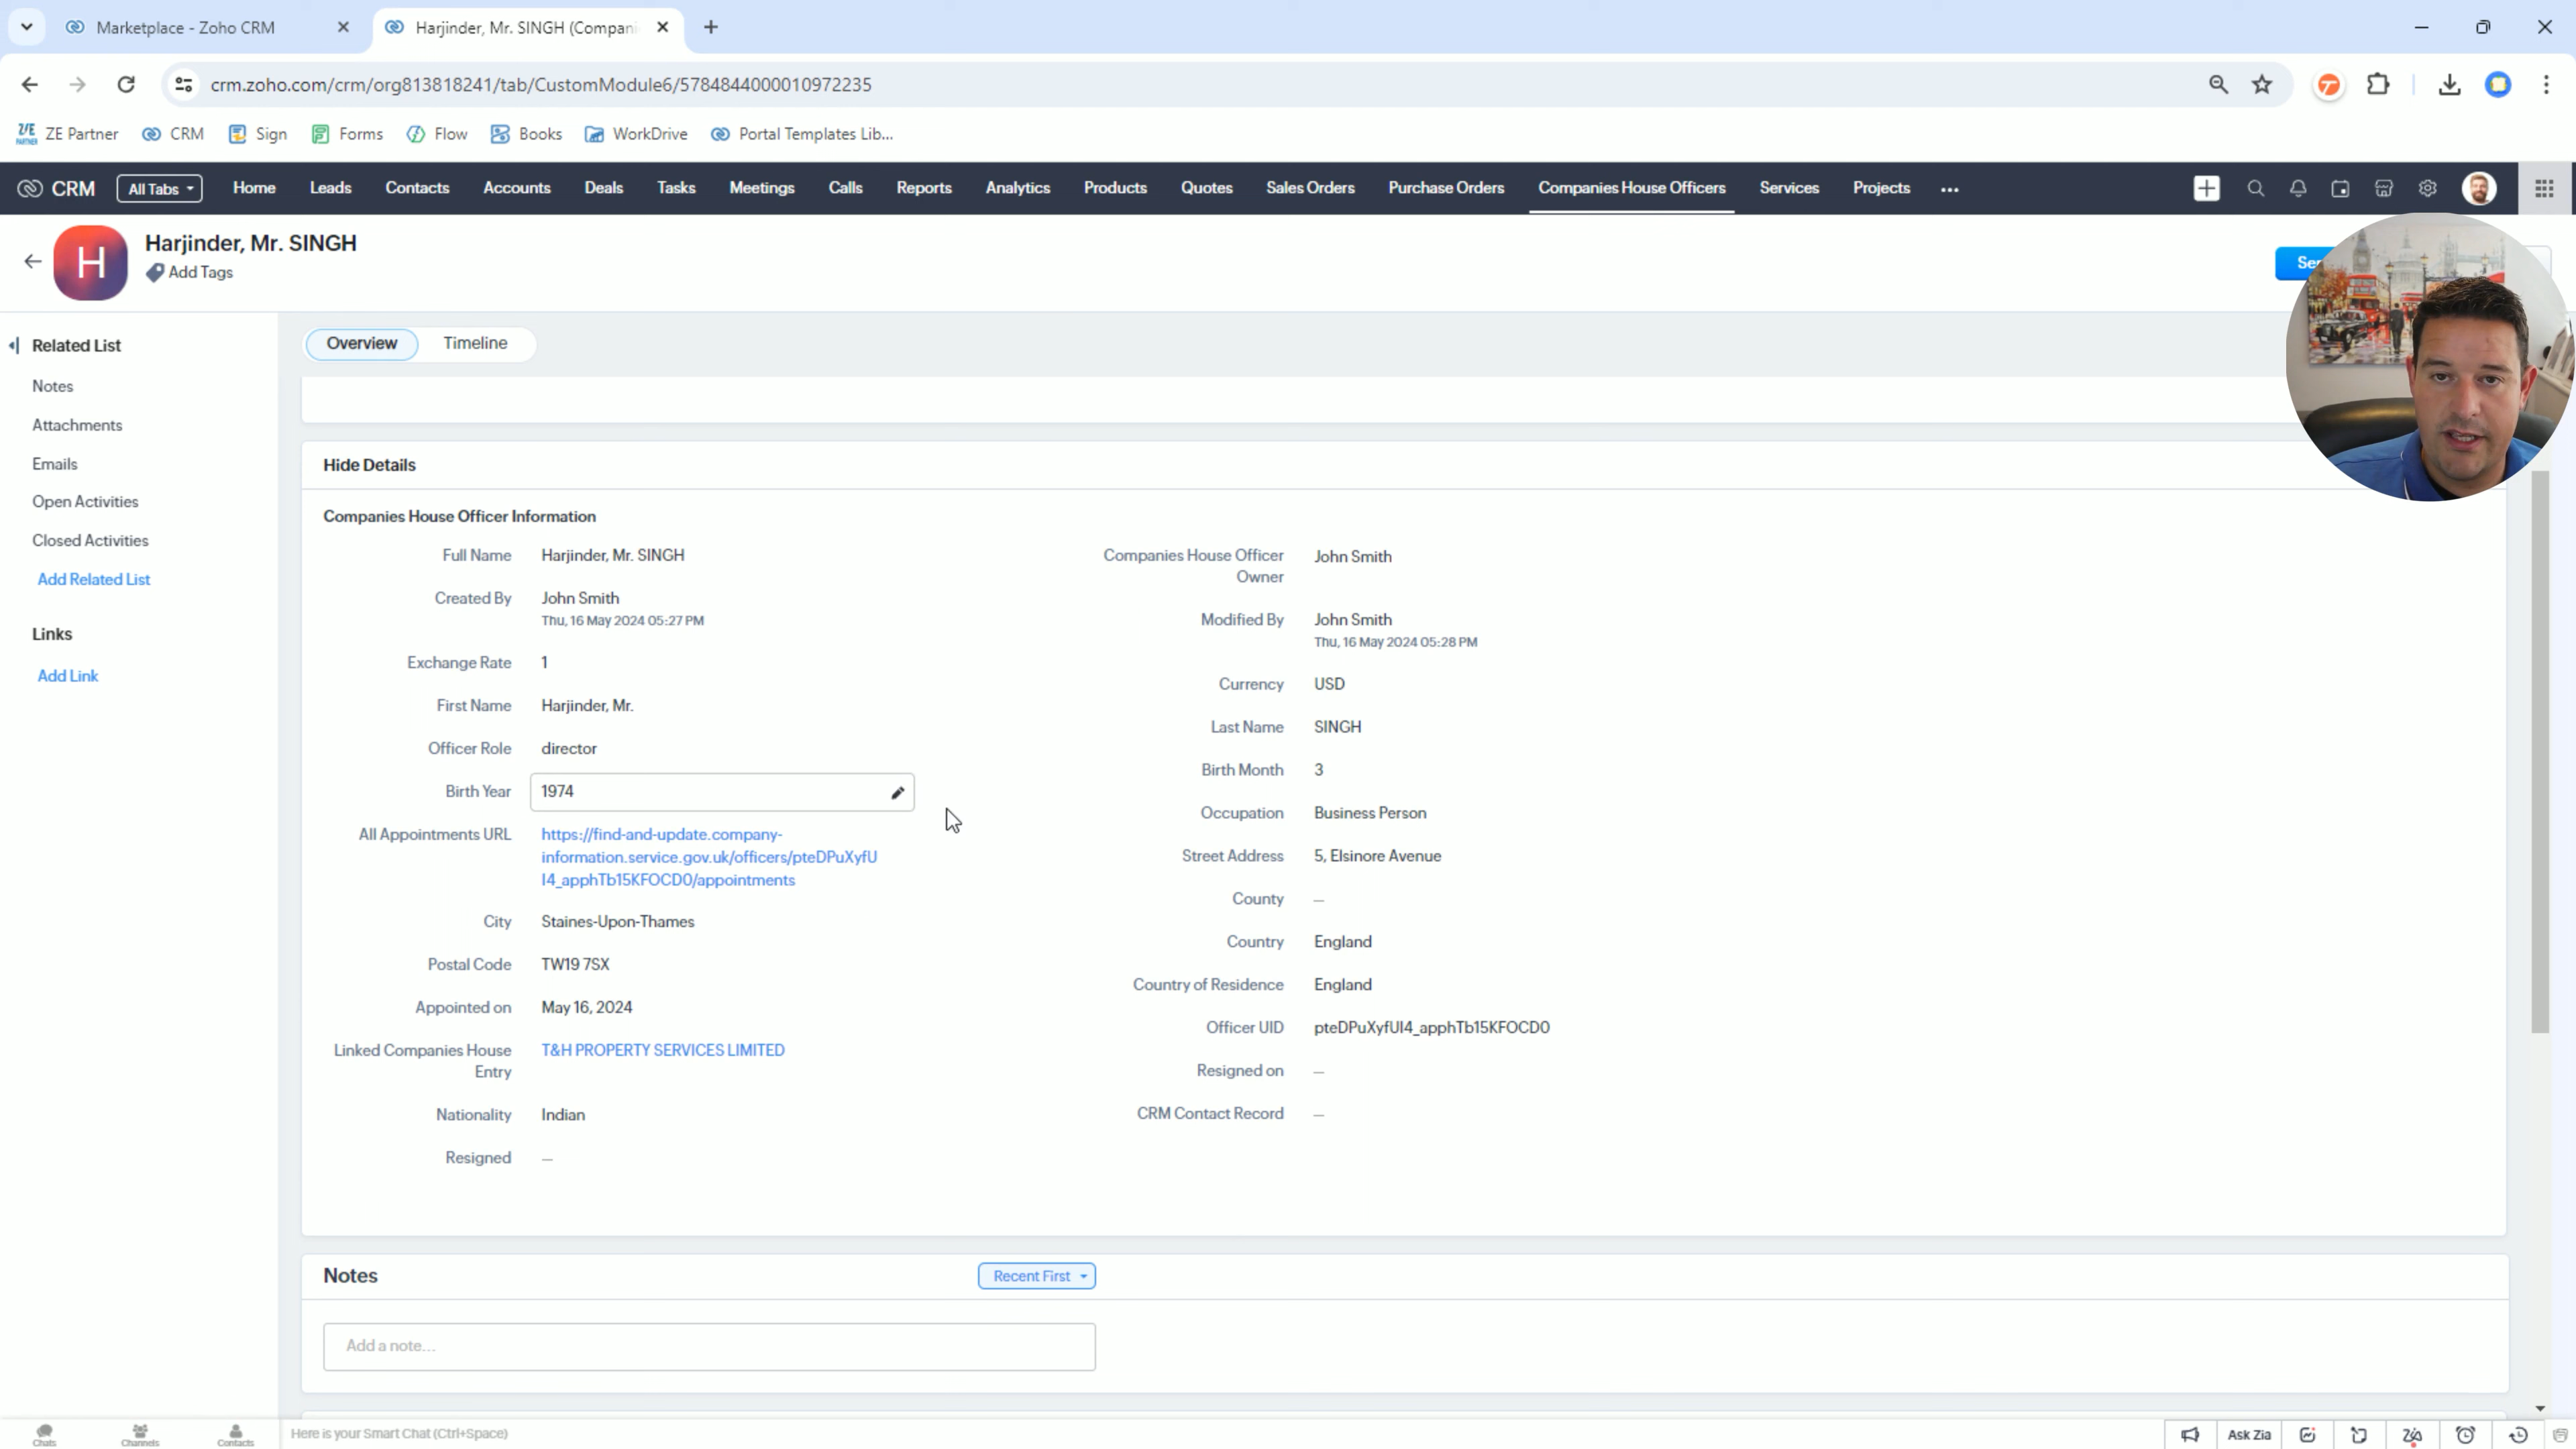 Marketplace - Zoho CRM
Harjinder, Mr. SINGH (Compani
crm.zoho.com/crm/org813818241/tab/CustomModule6/5784844000010972235
ZE Partner CRM Sign Forms Flow Books WorkDrive Portal Templates Lib...
CRM All Tabs Home Leads Contacts Accounts Deals Tasks Meetings Calls Reports Analytics Products Quotes Sales Orders Purchase Orders Companies House Officers Services Projects ...
H
Harjinder, Mr. SINGH
Add Tags
Related List
Notes
Attachments
Emails
Open Activities
Closed Activities
Add Related List
Links
Add Link
Overview Timeline
Hide Details
Companies House Officer Information
Full Name Harjinder, Mr. SINGH
Companies House Officer Owner John Smith
Created By John Smith
Thu, 16 May 2024 05:27 PM
Modified By John Smith
Thu, 16 May 2024 05:28 PM
Exchange Rate 1
Currency USD
First Name Harjinder, Mr.
Last Name SINGH
Officer Role director
Birth Month 3
Birth Year 1974
Occupation Business Person
All Appointments URL https://find-and-update.company-
information.service.gov.uk/officers/pteDPuXyfU
I4_apphTb15KFOCD0/appointments
Street Address 5, Elsinore Avenue
County —
City Staines-Upon-Thames
Country England
Postal Code TW19 7SX
Country of Residence England
Appointed on May 16, 2024
Officer UID pteDPuXyfUI4_apphTb15KFOCD0
Linked Companies House Entry T&H PROPERTY SERVICES LIMITED
Resigned on —
Nationality Indian
CRM Contact Record —
Resigned —
Notes
Recent First
Add a note...
Chats Channels Contacts
Here is your Smart Chat (Ctrl+Space)
Ask Zia